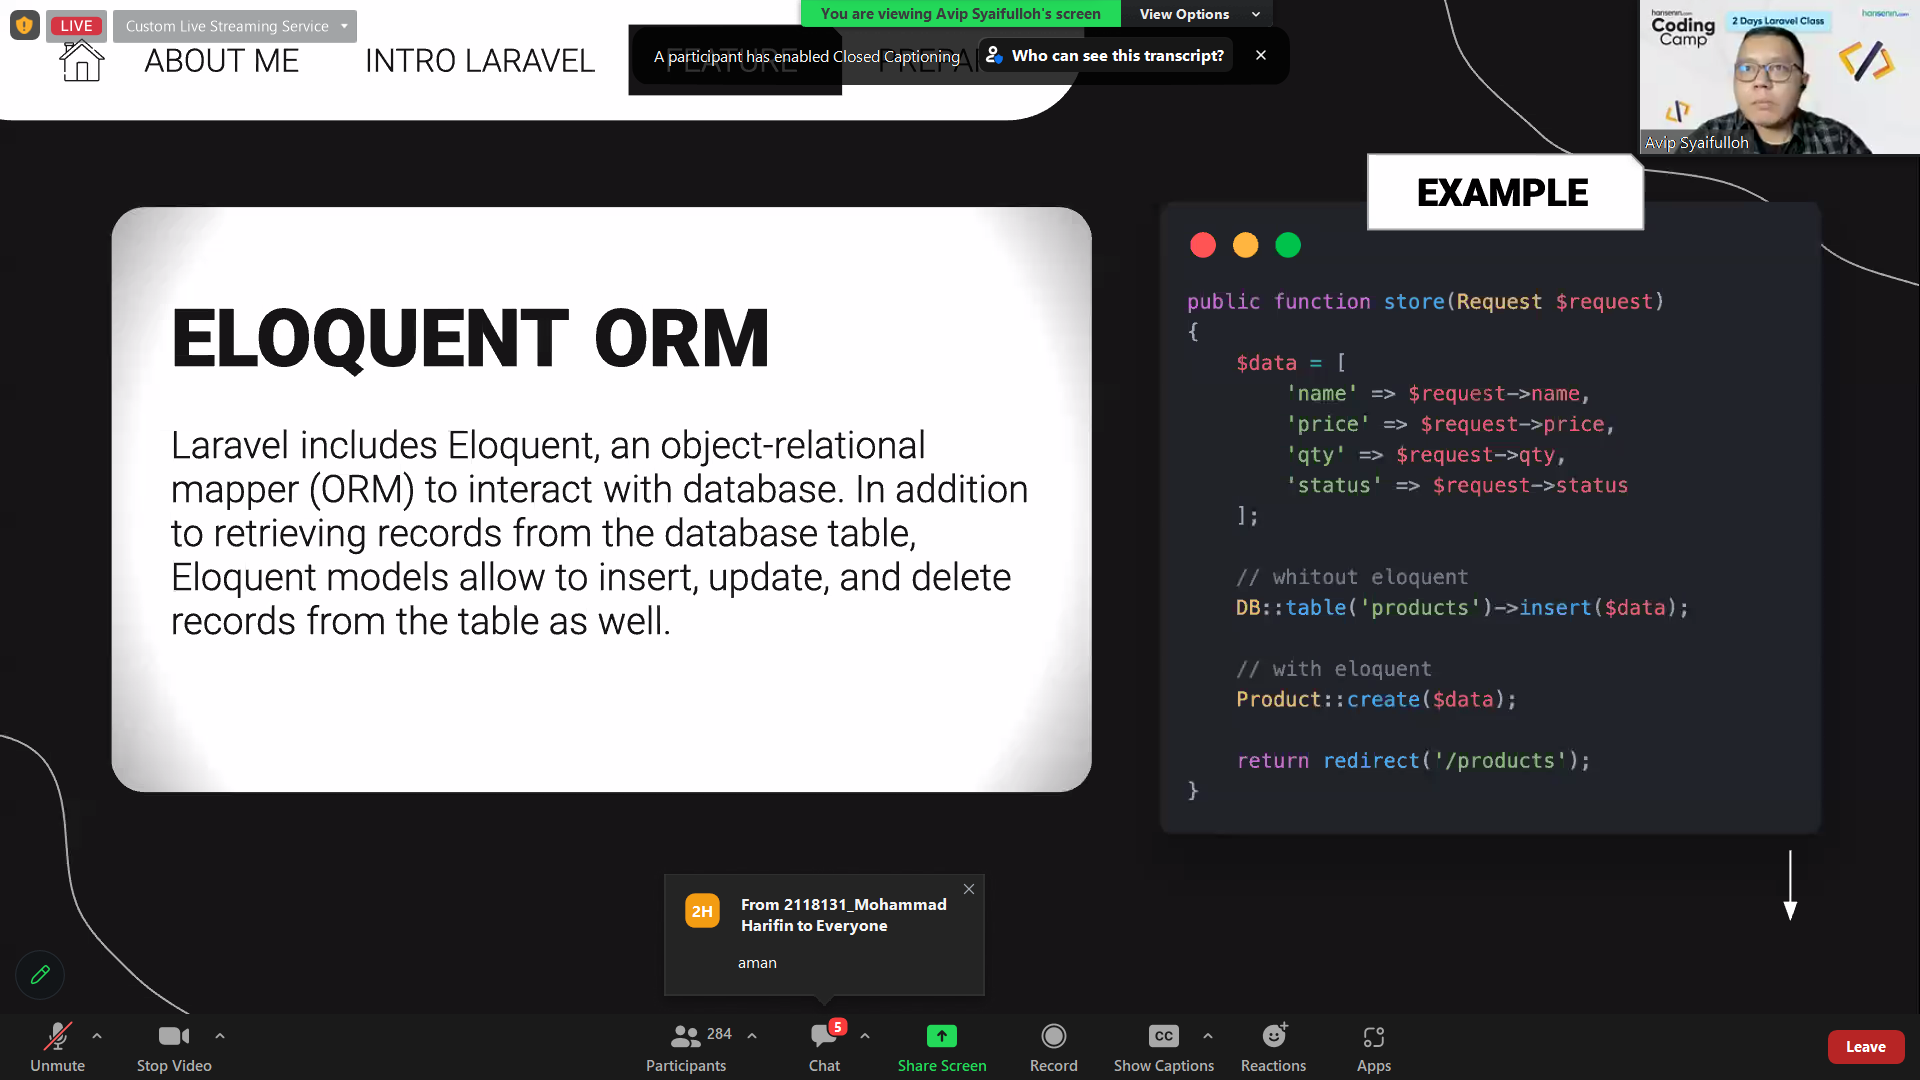 LIVE
Custom Live Streaming Service
You are viewing Avip Syaifulloh's screen
View Options
ABOUT ME
INTRO LARAVEL
FEATURE
PREPA
A participant has enabled Closed Captioning
Who can see this transcript?
hansenin.com
Coding
Camp
2 Days Laravel Class
hansenin.com
Avip Syaifulloh
ELOQUENT ORM
Laravel includes Eloquent, an object-relational
mapper (ORM) to interact with database. In addition
to retrieving records from the database table,
Eloquent models allow to insert, update, and delete
records from the table as well.
EXAMPLE
public function store(Request $request)
{
$data = [
'name' => $request->name,
'price' => $request->price,
'qty' => $request->qty,
'status' => $request->status
];
// whitout eloquent
DB::table('products')->insert($data);
// with eloquent
Product::create($data);
return redirect('/products');
}
2H
From 2118131_Mohammad
Harifin to Everyone
aman
Unmute
Stop Video
284
Participants
5
Chat
Share Screen
Record
CC
Show Captions
Reactions
Apps
Leave